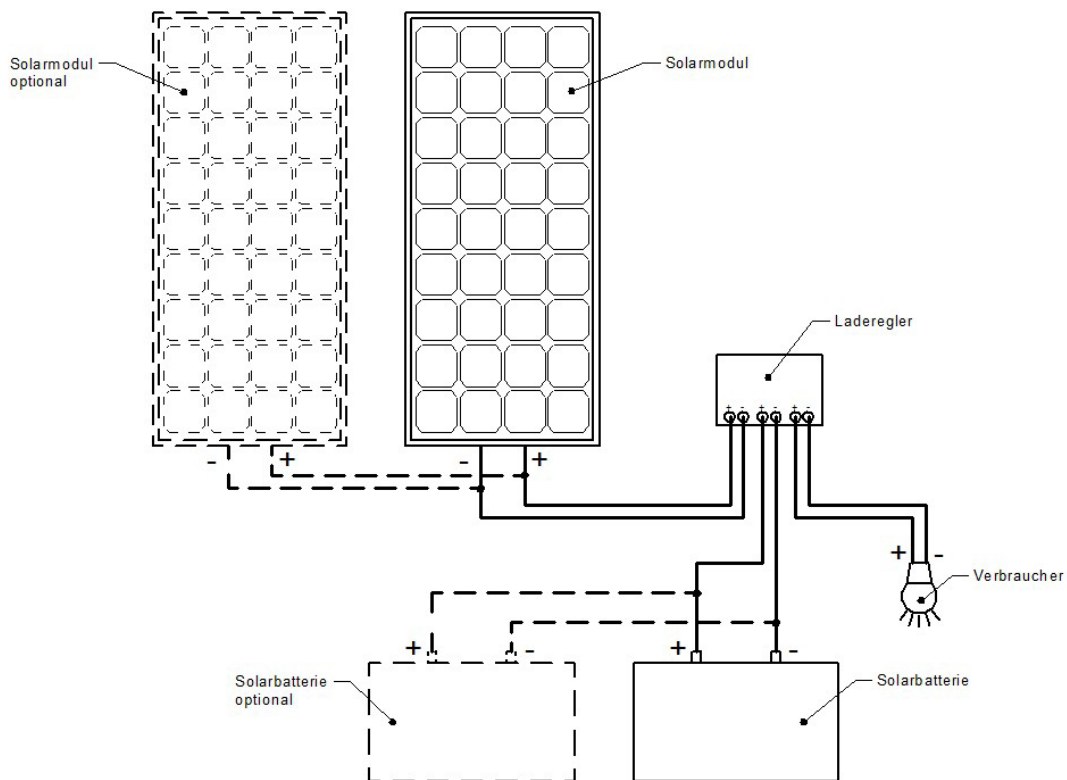 Solarmodul
optional
Solarmodul
Laderegler
+ - + - + -
- +
- +
+ -
Verbraucher
+ -
+ -
Solarbatterie
optional
Solarbatterie